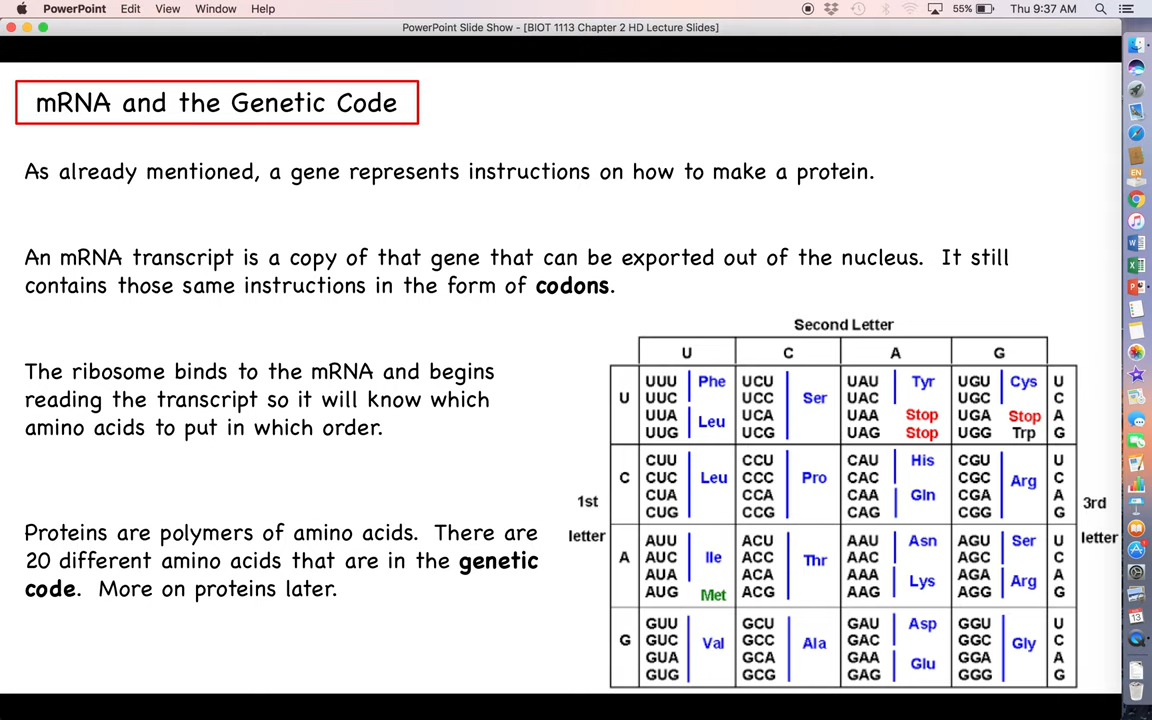 PowerPoint Edit View Window Help 55% Thu 9:37 AM
PowerPoint Slide Show - [BIOT 1113 Chapter 2 HD Lecture Slides]
mRNA and the Genetic Code
As already mentioned, a gene represents instructions on how to make a protein.
An mRNA transcript is a copy of that gene that can be exported out of the nucleus. It still
contains those same instructions in the form of codons.
The ribosome binds to the mRNA and begins
reading the transcript so it will know which
amino acids to put in which order.
Proteins are polymers of amino acids. There are
20 different amino acids that are in the genetic
code. More on proteins later.
Second Letter
U C A G
1st
letter
3rd
letter
U
UUU Phe UCU Ser UAU Tyr UGU Cys U
UUC UCC UAC UGC C
UUA Leu UCA UAA Stop UGA Stop A
UUG UCG UAG Stop UGG Trp G
C
CUU Leu CCU Pro CAU His CGU Arg U
CUC CCC CAC CGC C
CUA CCA CAA Gln CGA A
CUG CCG CAG CGG G
A
AUU Ile ACU Thr AAU Asn AGU Ser U
AUC ACC AAC AGC C
AUA ACA AAA Lys AGA Arg A
AUG Met ACG AAG AGG G
G
GUU Val GCU Ala GAU Asp GGU Gly U
GUC GCC GAC GGC C
GUA GCA GAA Glu GGA A
GUG GCG GAG GGG G